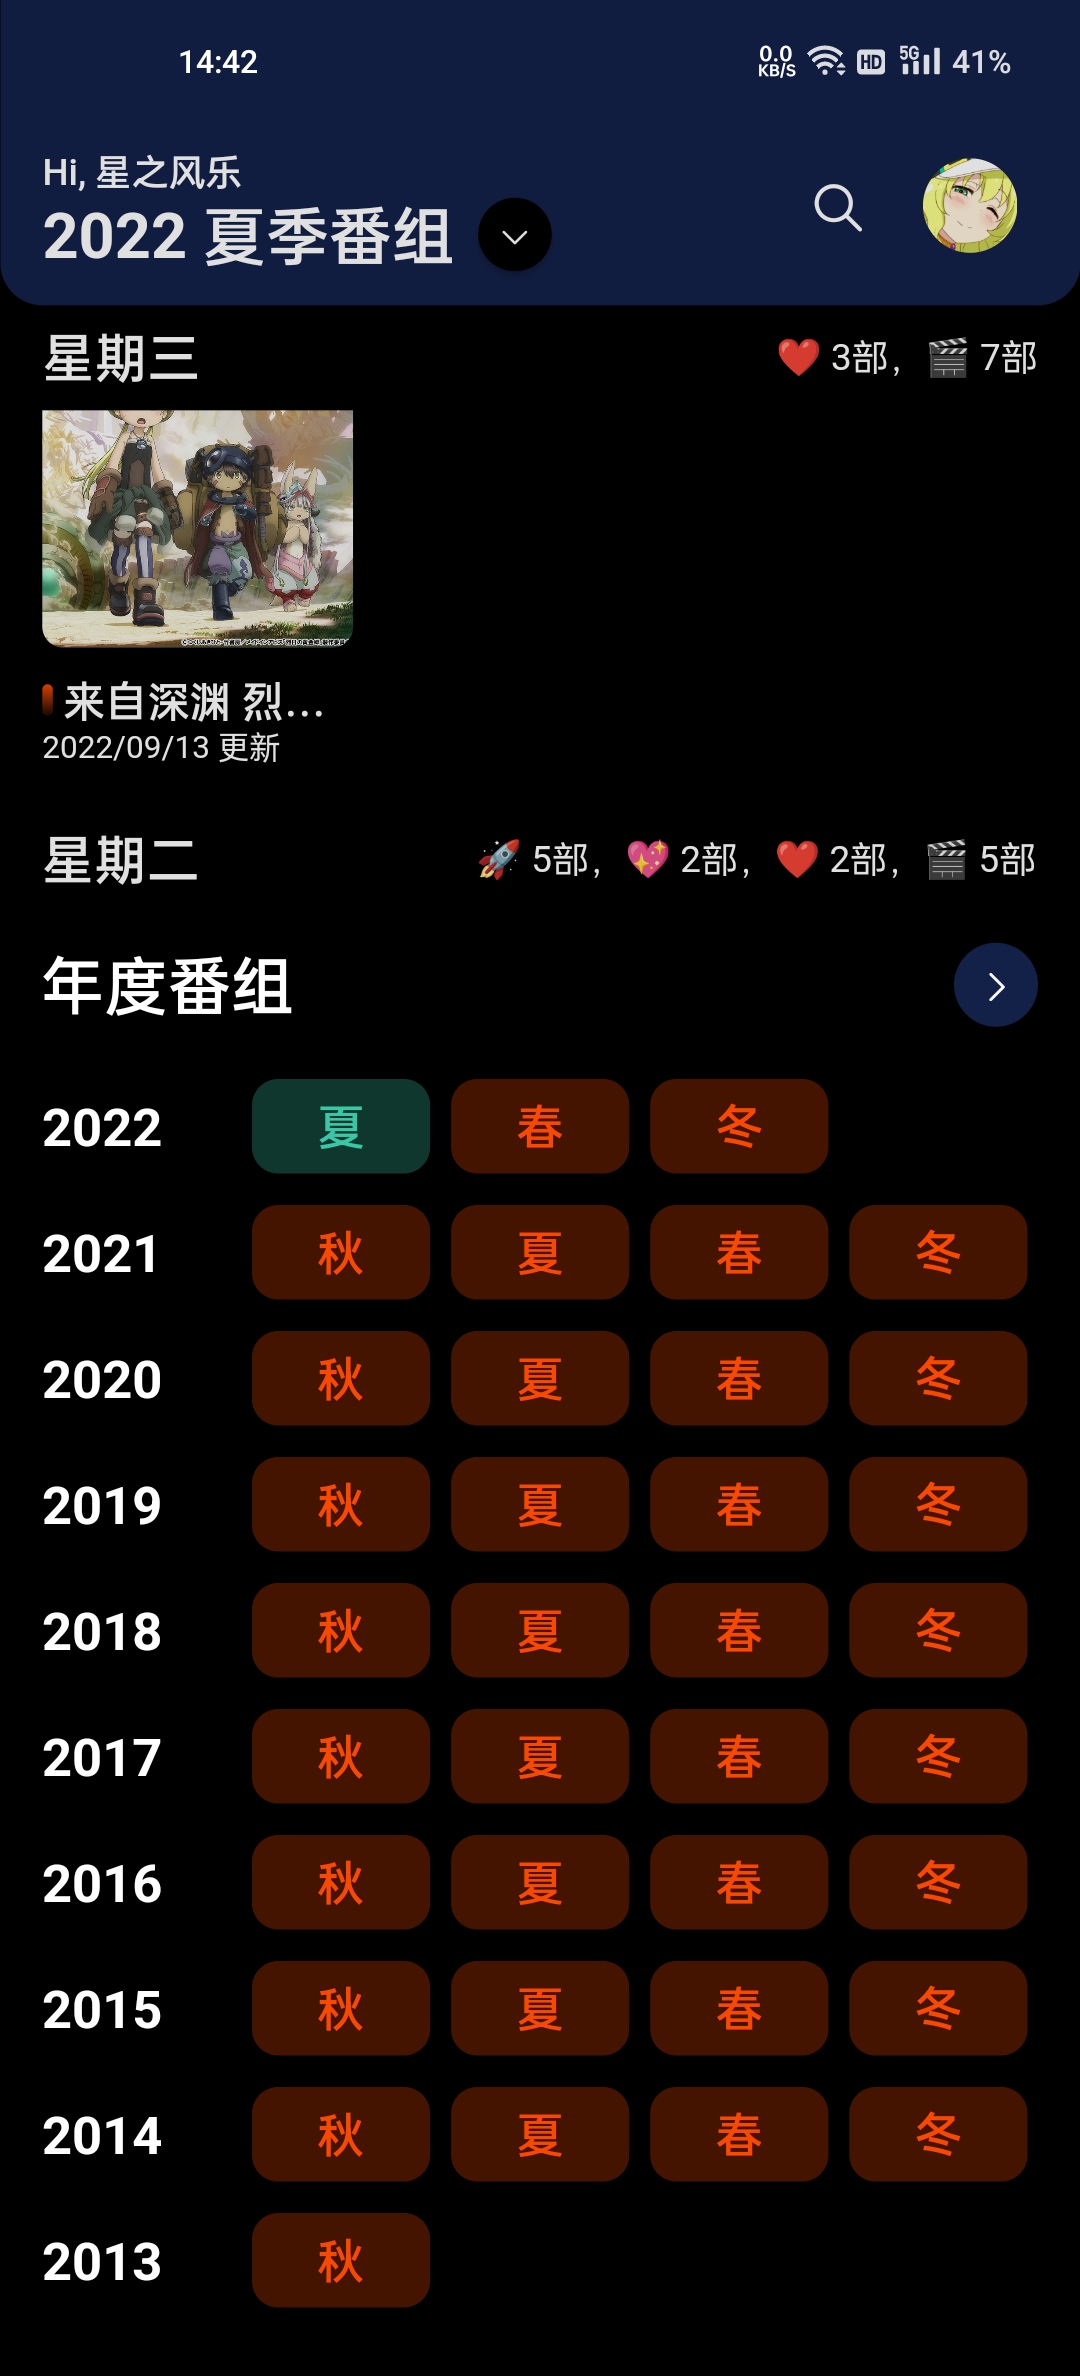 14:42
0.0
KB/S
HD
5G
41%
Hi, 星之风乐
2022 夏季番组
星期三
❤️ 3部, 🎬 7部
来自深渊 烈...
2022/09/13 更新
星期二
🚀 5部, 💖 2部, ❤️ 2部, 🎬 5部
年度番组
2022 夏 春 冬
2021 秋 夏 春 冬
2020 秋 夏 春 冬
2019 秋 夏 春 冬
2018 秋 夏 春 冬
2017 秋 夏 春 冬
2016 秋 夏 春 冬
2015 秋 夏 春 冬
2014 秋 夏 春 冬
2013 秋